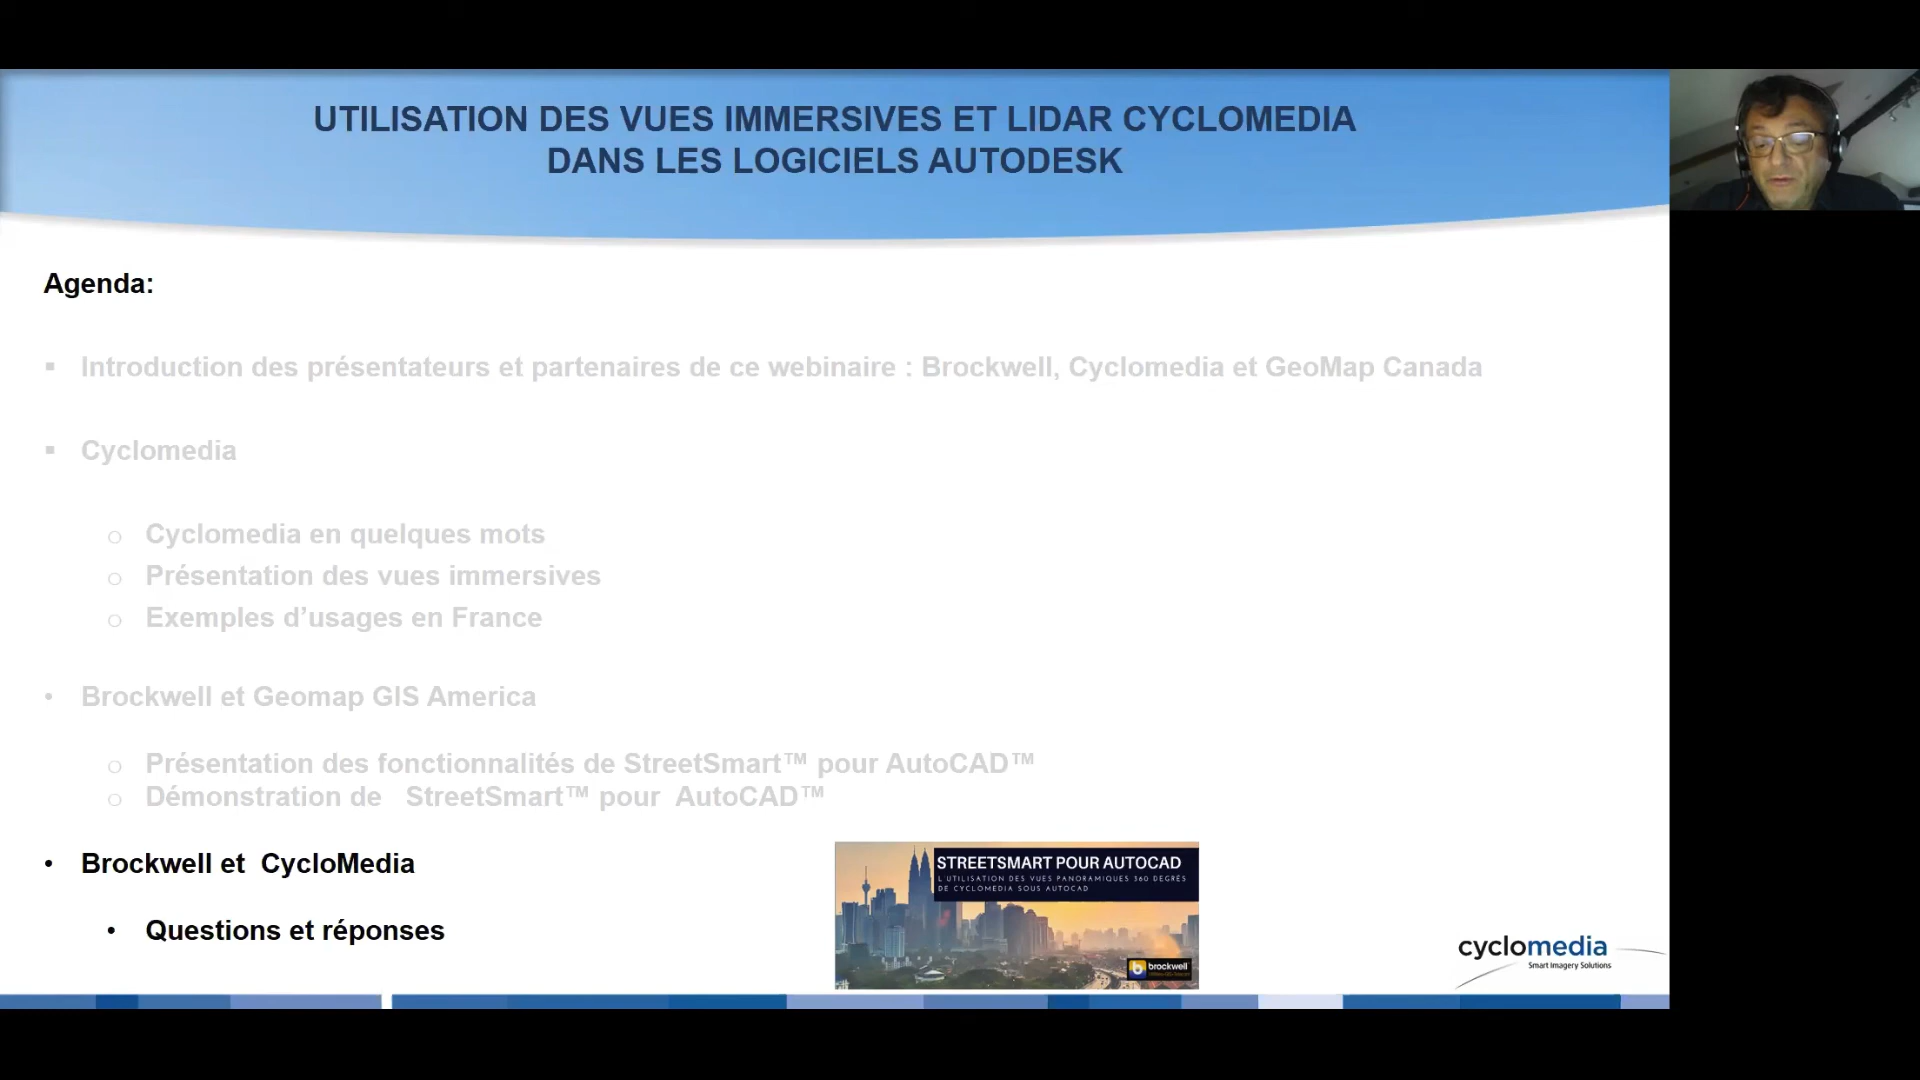 UTILISATION DES VUES IMMERSIVES ET LIDAR CYCLOMEDIA
DANS LES LOGICIELS AUTODESK
Agenda:
▪ Introduction des présentateurs et partenaires de ce webinaire : Brockwell, Cyclomedia et GeoMap Canada
▪ Cyclomedia
o Cyclomedia en quelques mots
o Présentation des vues immersives
o Exemples d’usages en France
• Brockwell et Geomap GIS America
o Présentation des fonctionnalités de StreetSmart™ pour AutoCAD™
o Démonstration de StreetSmart™ pour AutoCAD™
• Brockwell et CycloMedia
• Questions et réponses
STREETSMART POUR AUTOCAD
L'UTILISATION DES VUES PANORAMIQUES 360 DEGRÉS
DE CYCLOMEDIA SOUS AUTOCAD
brockwell
cyclomedia
Smart Imagery Solutions